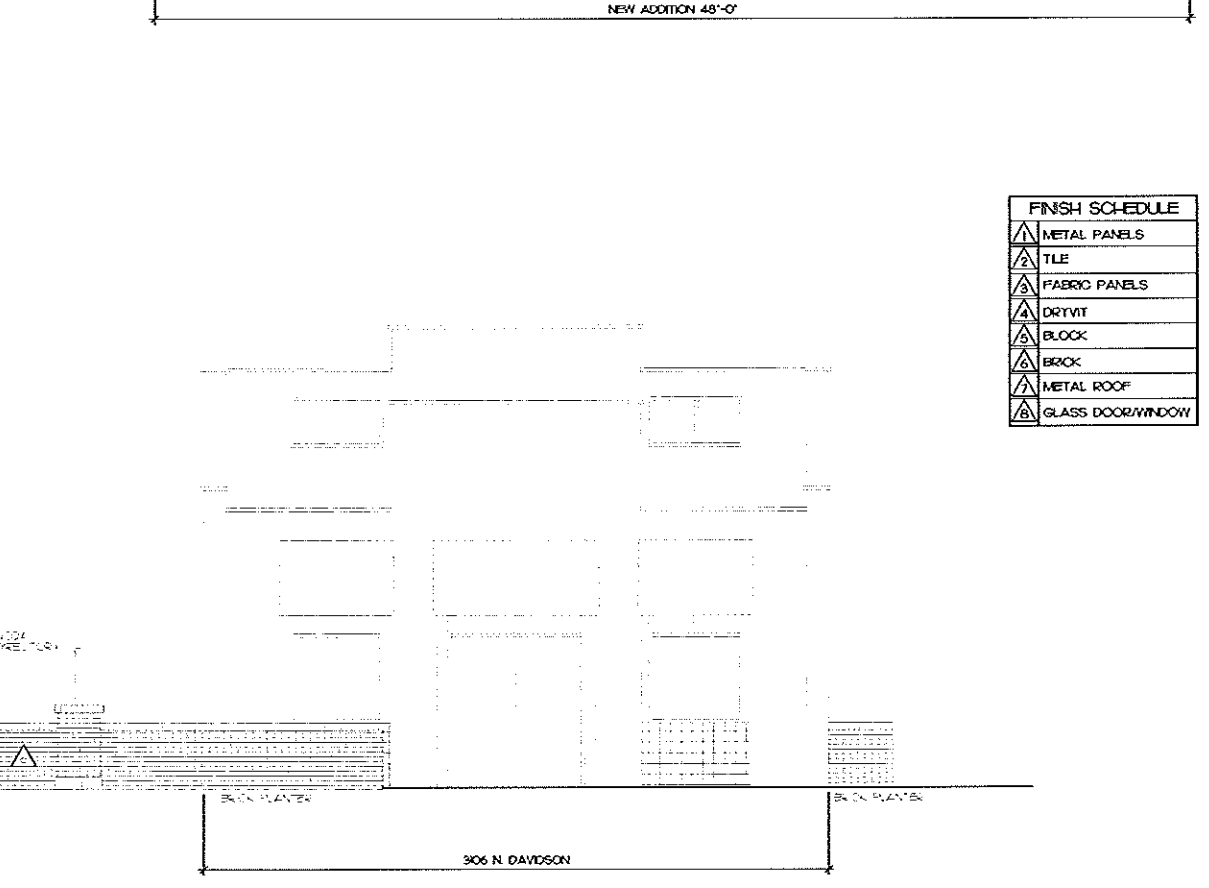 NEW ADDITION 48'-0"
FINISH SCHEDULE
1 METAL PANELS
2 TILE
3 FABRIC PANELS
4 DRYVIT
5 BLOCK
6 BRICK
7 METAL ROOF
8 GLASS DOOR/WINDOW
BRICK PLANTER
BRICK PLANTER
3106 N. DAVIDSON